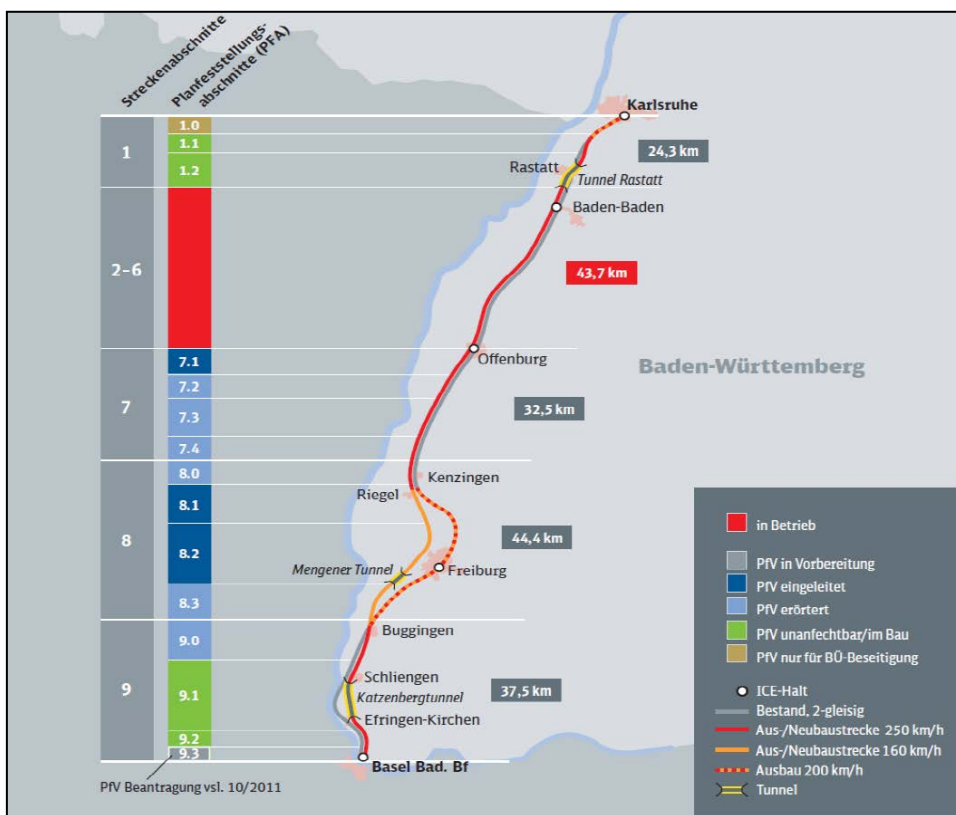 Streckenabschnitte
Planfeststellungs-
abschnitte (PFA)
1
2-6
7
8
9
1.0
1.1
1.2
7.1
7.2
7.3
7.4
8.0
8.1
8.2
8.3
9.0
9.1
9.2
9.3
PfV Beantragung vsl. 10/2011
Karlsruhe
24,3 km
Rastatt
Tunnel Rastatt
Baden-Baden
43,7 km
Offenburg
Baden-Württemberg
32,5 km
Kenzingen
Riegel
44,4 km
Mengener Tunnel
Freiburg
Buggingen
Schliengen
Katzenbergtunnel
37,5 km
Efringen-Kirchen
Basel Bad. Bf
in Betrieb
PfV in Vorbereitung
PfV eingeleitet
PfV erörtert
PfV unanfechtbar/im Bau
PfV nur für BÜ-Beseitigung
ICE-Halt
Bestand, 2-gleisig
Aus-/Neubaustrecke 250 km/h
Aus-/Neubaustrecke 160 km/h
Ausbau 200 km/h
Tunnel